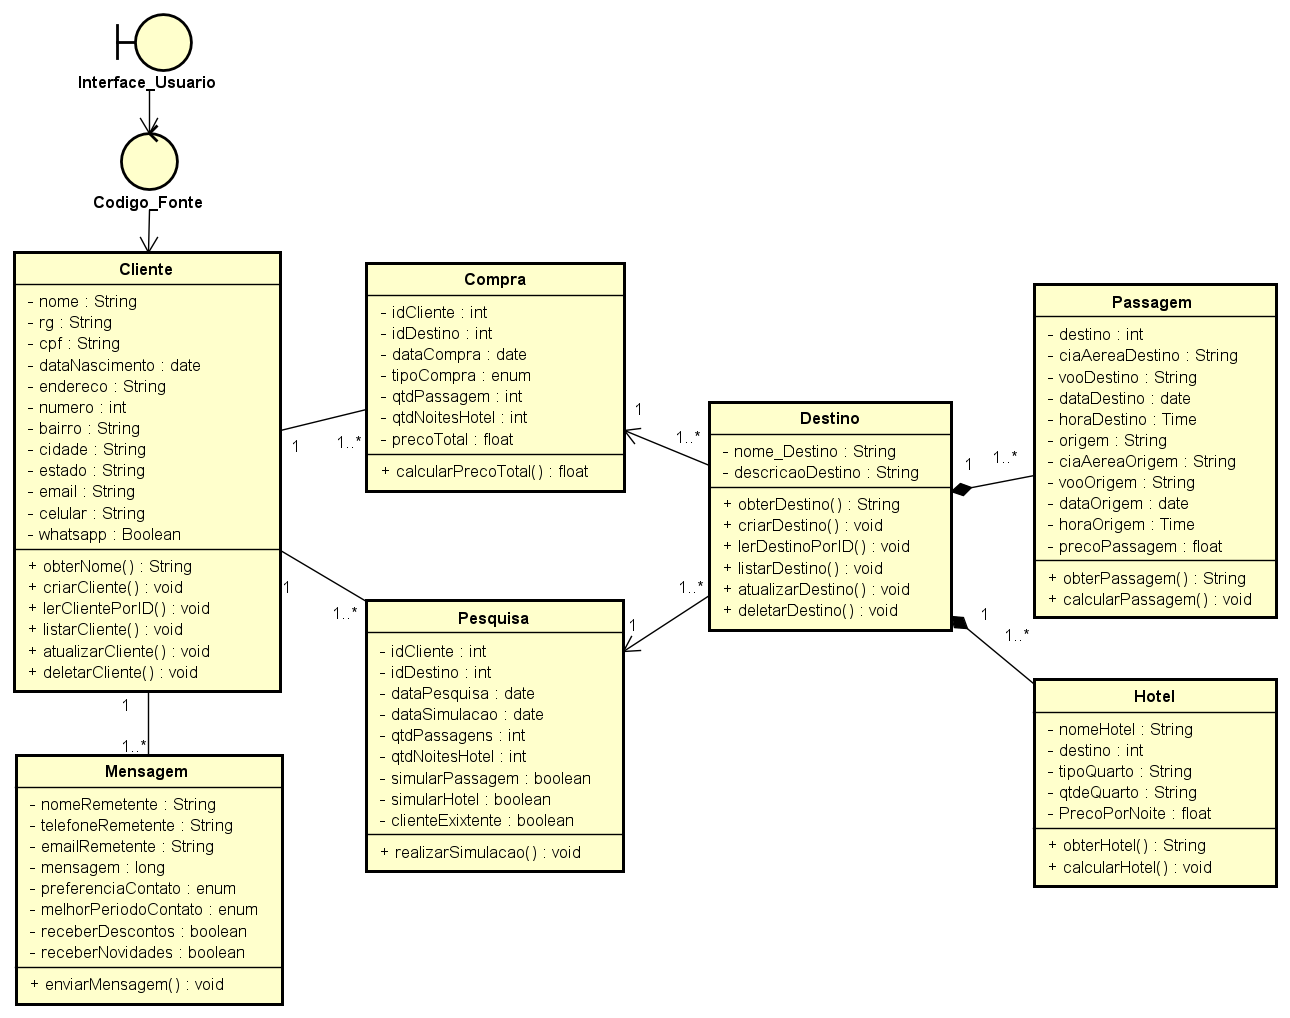 Interface_Usuario
Codigo_Fonte
Cliente
- nome : String
- rg : String
- cpf : String
- dataNascimento : date
- endereco : String
- numero : int
- bairro : String
- cidade : String
- estado : String
- email : String
- celular : String
- whatsapp : Boolean
+ obterNome() : String
+ criarCliente() : void
+ lerClientePorID() : void
+ listarCliente() : void
+ atualizarCliente() : void
+ deletarCliente() : void
1
1..*
1
1..*
1
1..*
Mensagem
- nomeRemetente : String
- telefoneRemetente : String
- emailRemetente : String
- mensagem : long
- preferenciaContato : enum
- melhorPeriodoContato : enum
- receberDescontos : boolean
- receberNovidades : boolean
+ enviarMensagem() : void
Compra
- idCliente : int
- idDestino : int
- dataCompra : date
- tipoCompra : enum
- qtdPassagem : int
- qtdNoitesHotel : int
- precoTotal : float
+ calcularPrecoTotal() : float
1
1..*
Pesquisa
- idCliente : int
- idDestino : int
- dataPesquisa : date
- dataSimulacao : date
- qtdPassagens : int
- qtdNoitesHotel : int
- simularPassagem : boolean
- simularHotel : boolean
- clienteExixtente : boolean
+ realizarSimulacao() : void
1
1..*
Destino
- nome_Destino : String
- descricaoDestino : String
+ obterDestino() : String
+ criarDestino() : void
+ lerDestinoPorID() : void
+ listarDestino() : void
+ atualizarDestino() : void
+ deletarDestino() : void
1
1..*
1
1..*
Passagem
- destino : int
- ciaAereaDestino : String
- vooDestino : String
- dataDestino : date
- horaDestino : Time
- origem : String
- ciaAereaOrigem : String
- vooOrigem : String
- dataOrigem : date
- horaOrigem : Time
- precoPassagem : float
+ obterPassagem() : String
+ calcularPassagem() : void
Hotel
- nomeHotel : String
- destino : int
- tipoQuarto : String
- qtdeQuarto : String
- PrecoPorNoite : float
+ obterHotel() : String
+ calcularHotel() : void